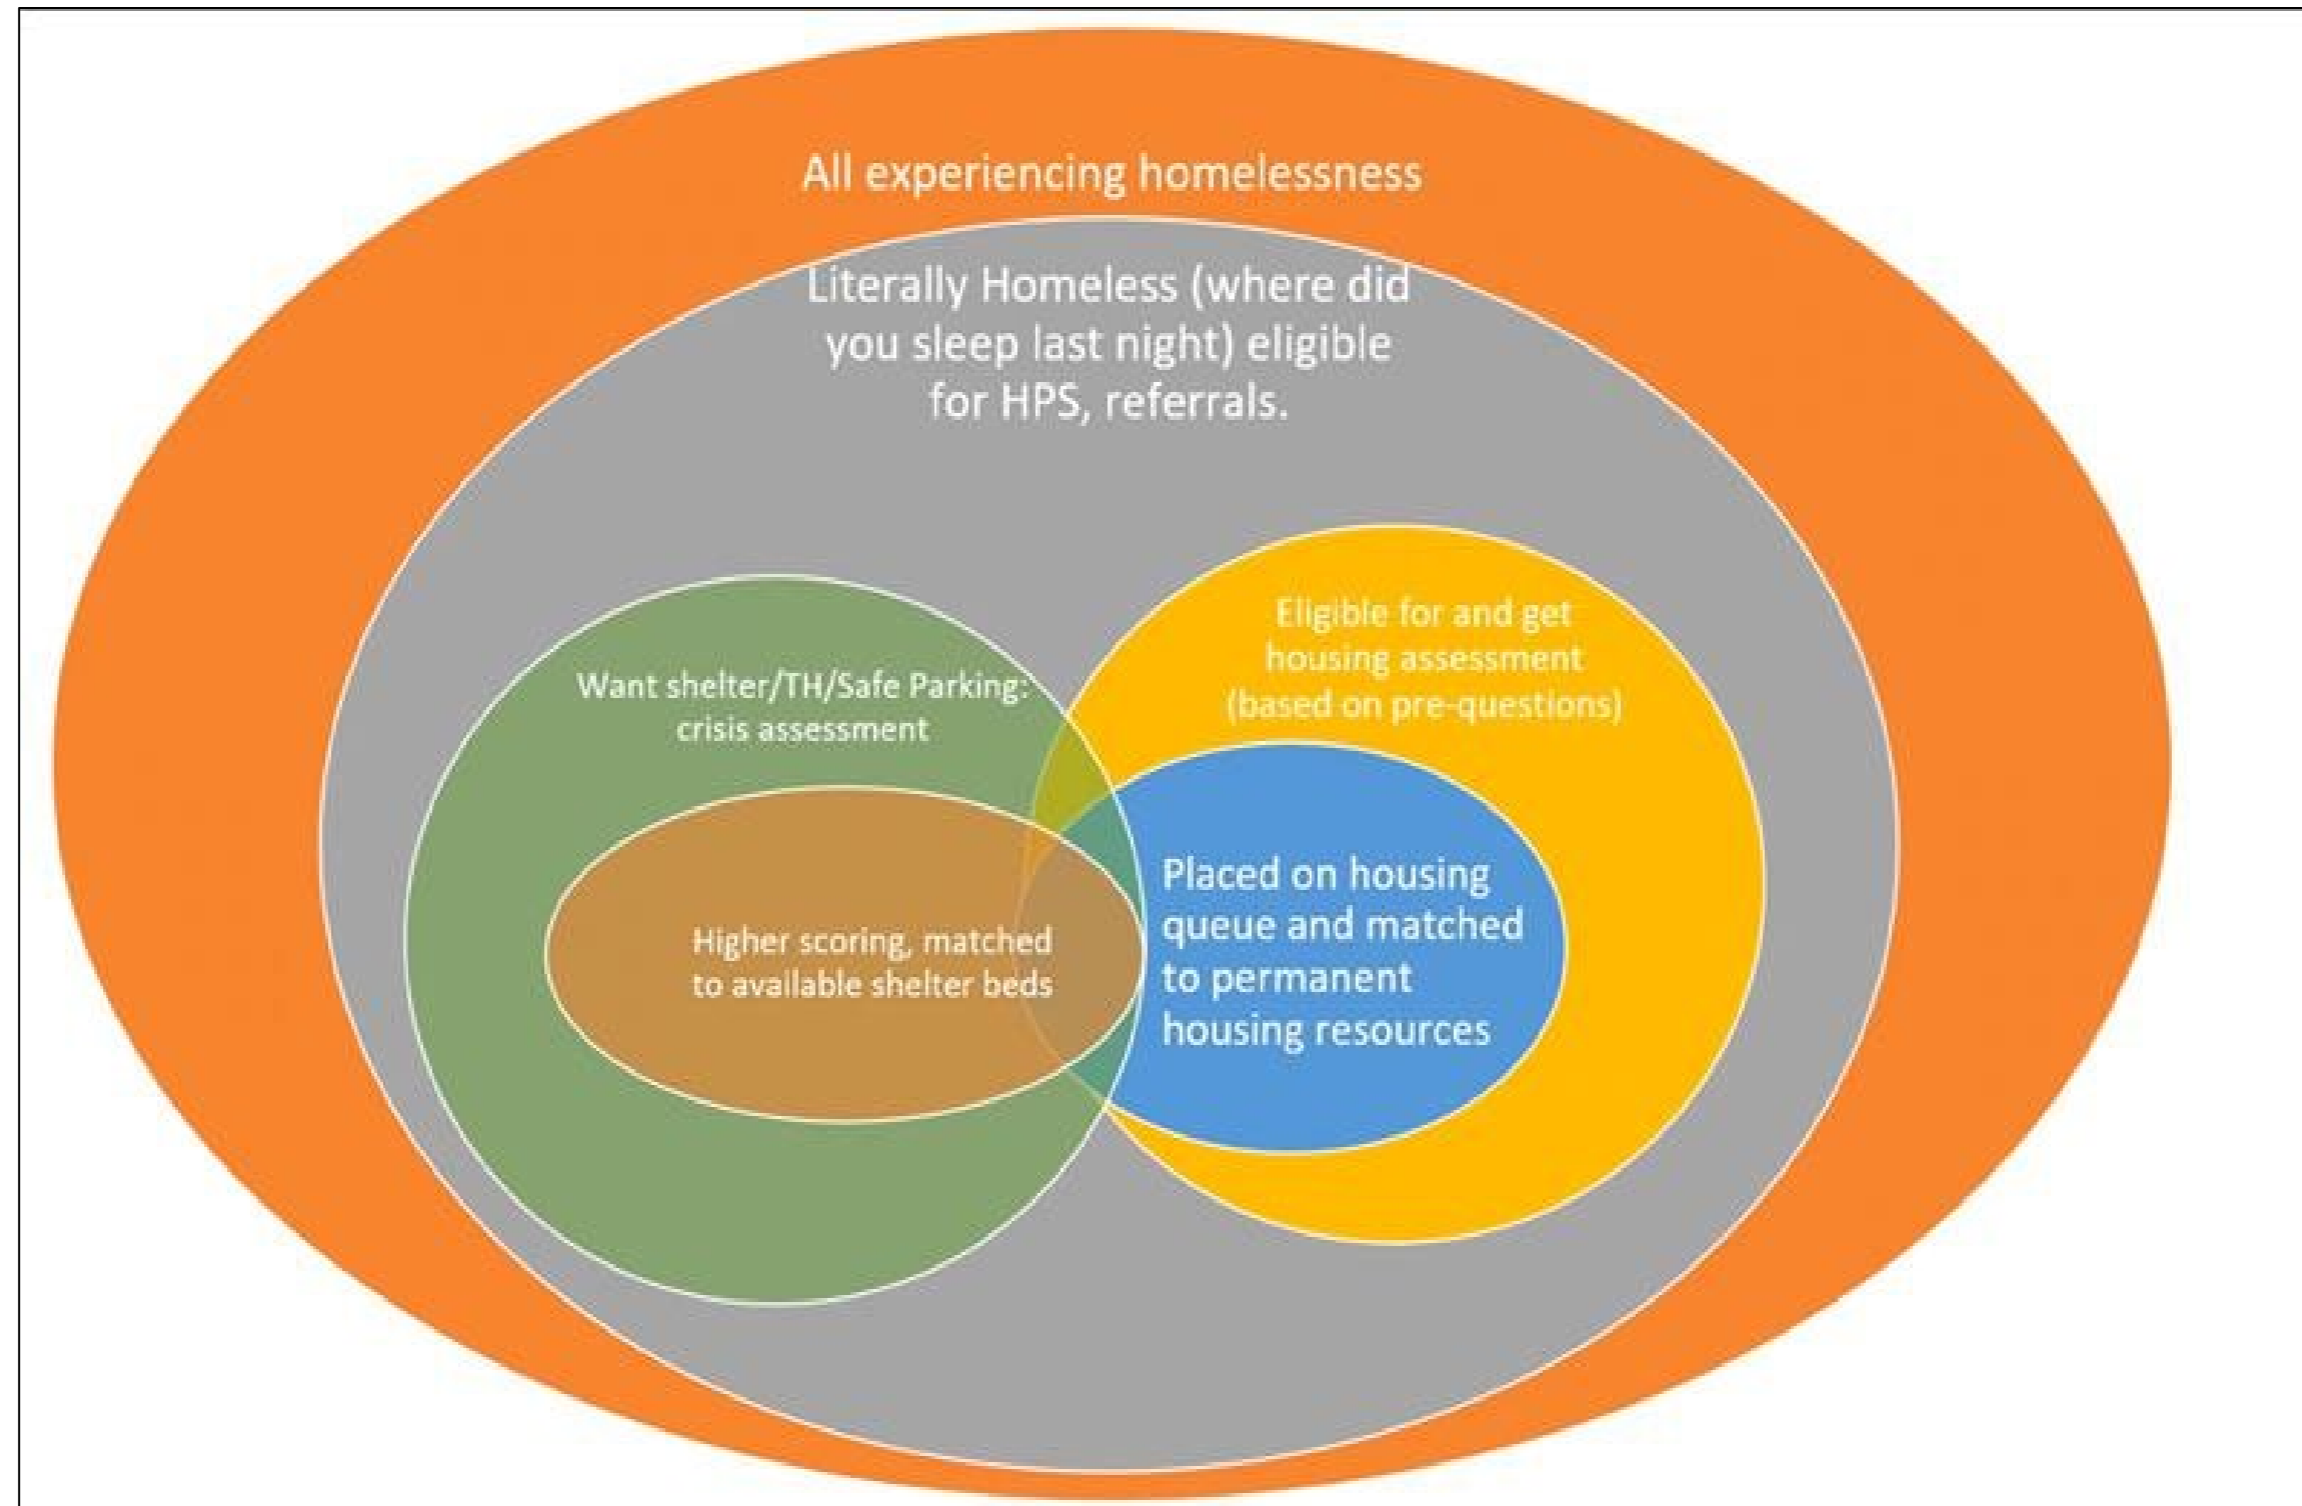 All experiencing homelessness
Literally Homeless (where did
you sleep last night) eligible
for HPS, referrals.
Want shelter/TH/Safe Parking:
crisis assessment
Eligible for and get
housing assessment
(based on pre-questions)
Higher scoring, matched
to available shelter beds
Placed on housing
queue and matched
to permanent
housing resources